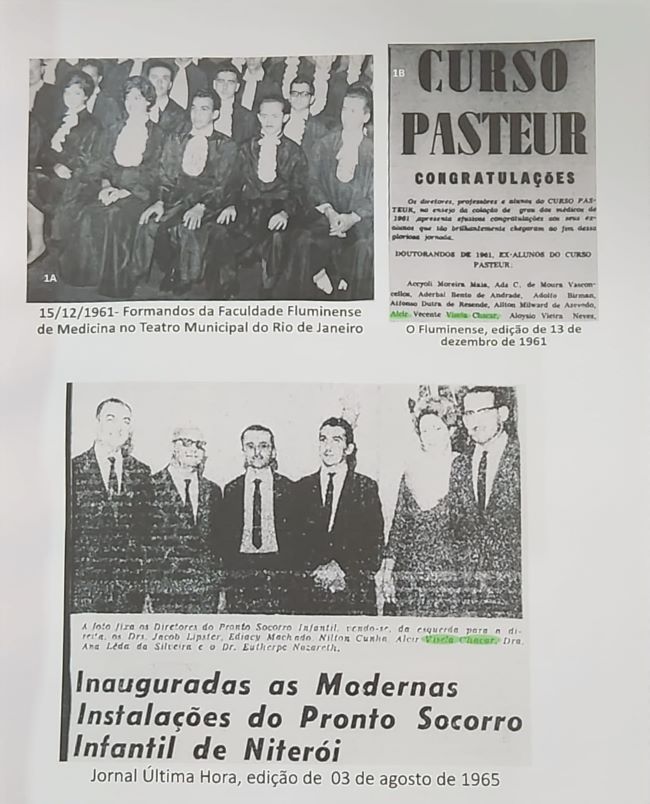 1A
15/12/1961- Formandos da Faculdade Fluminense
de Medicina no Teatro Municipal do Rio de Janeiro
1B
CURSO
PASTEUR
CONGRATULAÇÕES
Os diretores, professores e alunos do CURSO PAS-
TEUR, no ensejo da colação de grau dos médicos de
1961 apresenta efusivas congratulações aos seus ex-
alunos que tão brilhantemente chegaram ao fim dessa
gloriosa jornada.
DOUTORANDOS DE 1961, EX-ALUNOS DO CURSO
PASTEUR:
Accyoli Moreira Maia, Ada C. de Moura Vascon-
cellos, Aderbal Bento de Andrade, Adolfo Birman,
Affonso Dutra de Resende, Ailton Milward de Azevedo,
Alcir Vecente Visela Chacar, Aloysio Vieira Neves,
O Fluminense, edição de 13 de
dezembro de 1961
A foto fixa os Diretores do Pronto Socorro Infantil, vendo-se, da esquerda para a di-
reita, os Drs. Jacob Lipster, Ediacy Machado, Nilton Cunha, Alcir Visela Chacar, Dra.
Ana Lêda da Silveira e o Dr. Eutherpe Nazareth.
Inauguradas as Modernas
Instalações do Pronto Socorro
Infantil de Niterói
Jornal Última Hora, edição de 03 de agosto de 1965